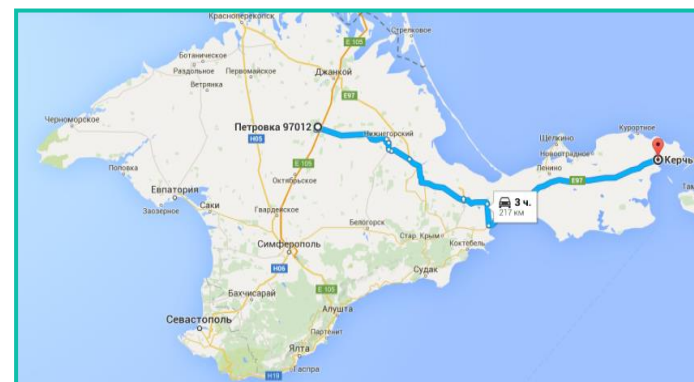 Красноперекопск
E 105
Стрелковое
Ботаническое
Раздольное
Первомайское
Джанкой
Ветрянка
E97
Черноморское
Петровка 97012
Нижнегорский
Курортное
H05
Щелкино
Новоотрадное
Керчь
E 105
Поповка
Октябрьское
Ленино
E97
Евпатория
3 ч.
217 км
Заозерное
Саки
Гвардейское
Белогорск
Стар. Крым
Коктебель
Симферополь
H06
Судак
Бахчисарай
E 105
Алушта
Севастополь
Партенит
Ялта
Гаспра
H19